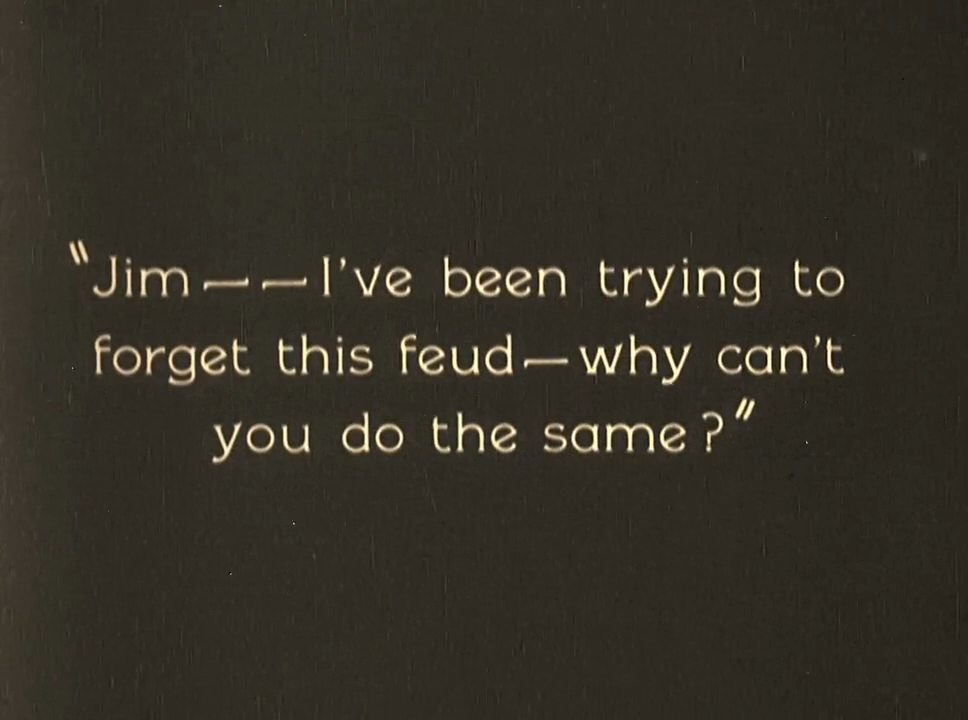 "Jim — — I've been trying to
forget this feud — why can't
you do the same?"